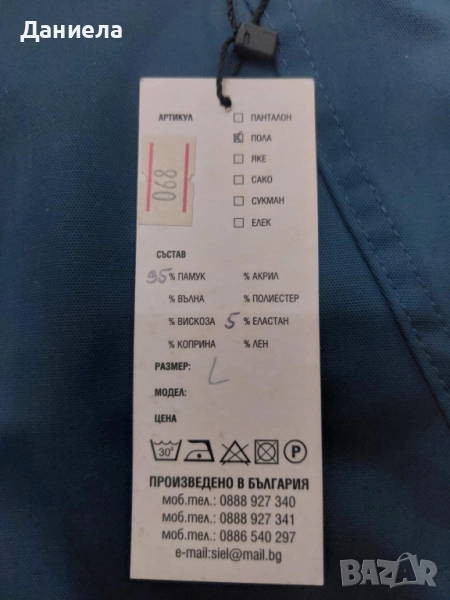 Даниела
АРТИКУЛ
ПАНТАЛОН
ПОЛА
ЯКЕ
САКО
СУКМАН
ЕЛЕК
068
СЪСТАВ
95 % ПАМУК % АКРИЛ
% ВЪЛНА % ПОЛИЕСТЕР
% ВИСКОЗА 5 % ЕЛАСТАН
% КОПРИНА % ЛЕН
РАЗМЕР: L
МОДЕЛ:
ЦЕНА
30° P
ПРОИЗВЕДЕНО В БЪЛГАРИЯ
моб.тел.: 0888 927 340
моб.тел.: 0888 927 341
моб.тел.: 0886 540 297
e-mail:siel@mail.bg
BAZAR